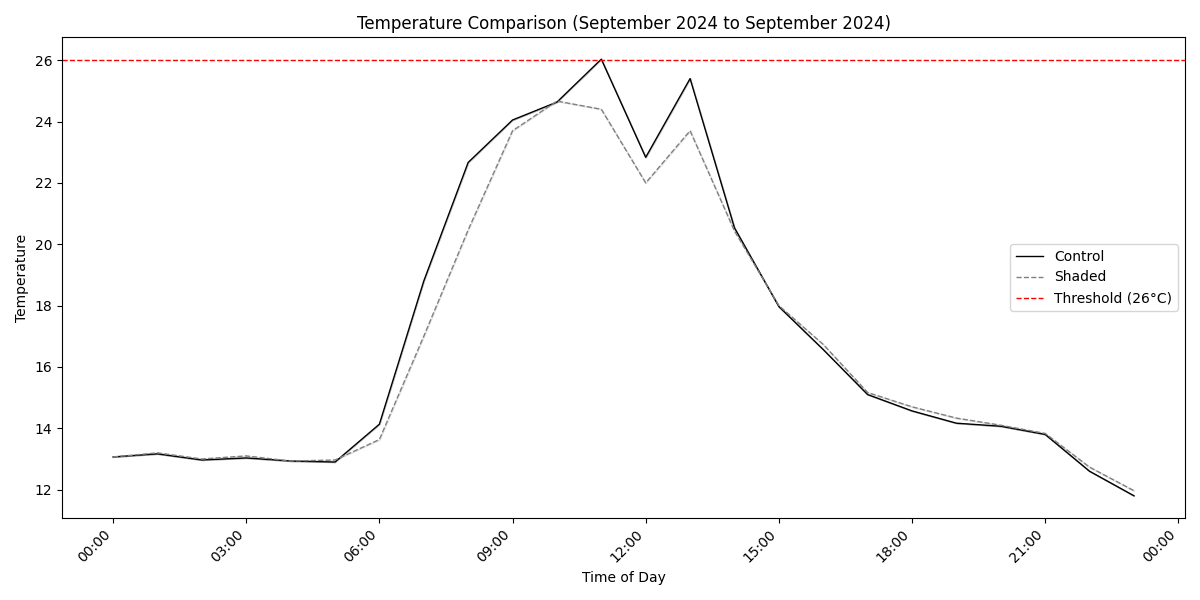 Temperature Comparison (September 2024 to September 2024)
Temperature
26
24
22
20
18
16
14
12
Control
Shaded
Threshold (26°C)
00:00
03:00
06:00
09:00
12:00
15:00
18:00
21:00
00:00
Time of Day